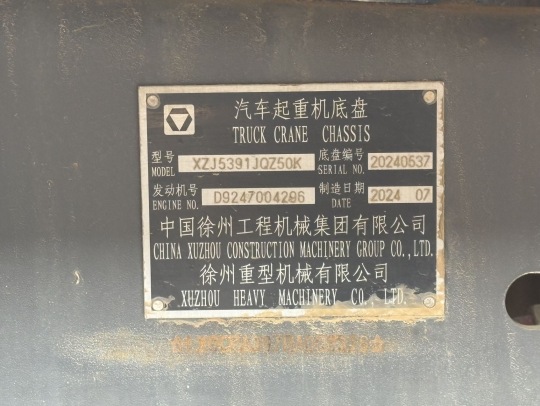 汽车起重机底盘
TRUCK CRANE CHASSIS
型号 MODEL XZJ5391JQZ50K 底盘编号 SERIAL NO. 20240537
发动机号 ENGINE NO. D9247004296 制造日期 DATE 2024 07
中国徐州工程机械集团有限公司
CHINA XUZHOU CONSTRUCTION MACHINERY GROUP CO.,LTD.
徐州重型机械有限公司
XUZHOU HEAVY MACHINERY CO., LTD.